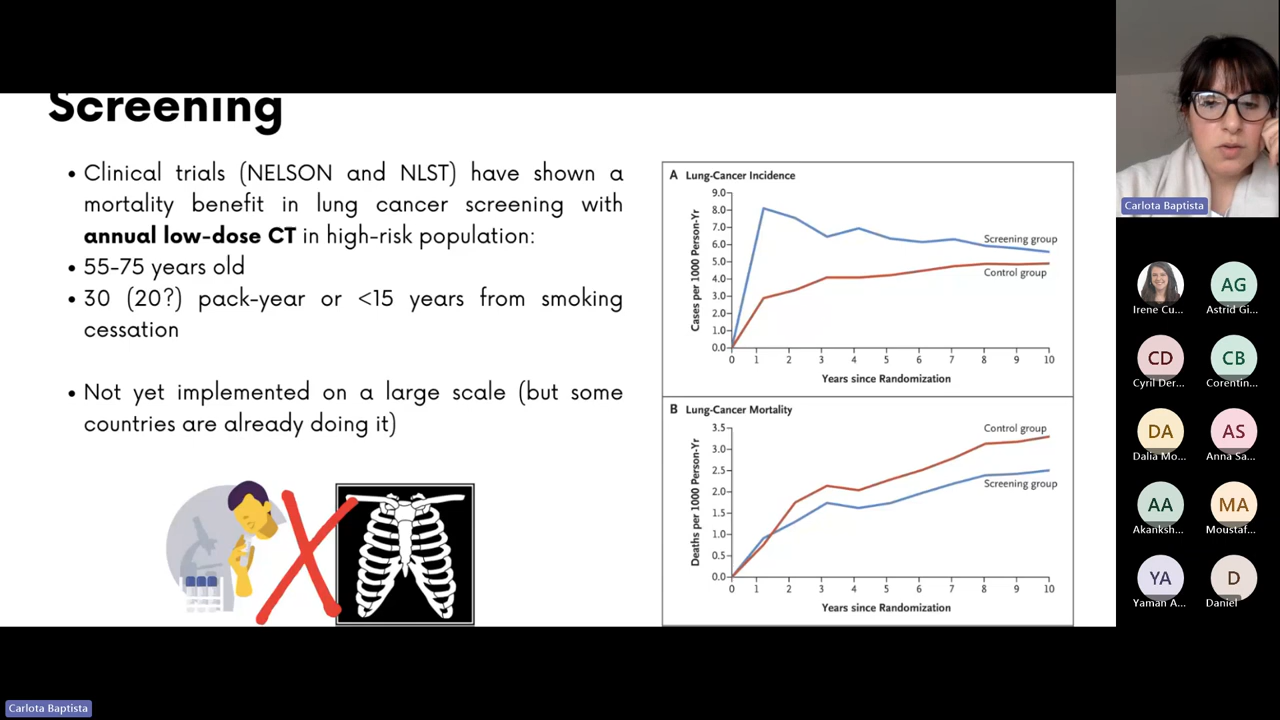 Screening
• Clinical trials (NELSON and NLST) have shown a
mortality benefit in lung cancer screening with
annual low-dose CT in high-risk population:
• 55-75 years old
• 30 (20?) pack-year or <15 years from smoking
cessation
• Not yet implemented on a large scale (but some
countries are already doing it)
A Lung-Cancer Incidence
Cases per 1000 Person-Yr
9.0
8.0
7.0
6.0
5.0
4.0
3.0
2.0
1.0
0.0
Screening group
Control group
0 1 2 3 4 5 6 7 8 9 10
Years since Randomization
B Lung-Cancer Mortality
Deaths per 1000 Person-Yr
3.5
3.0
2.5
2.0
1.5
1.0
0.5
0.0
Control group
Screening group
0 1 2 3 4 5 6 7 8 9 10
Years since Randomization
Carlota Baptista
Irene Cu...
AG
Astrid Gi...
CD
Cyril Der...
CB
Corentin...
DA
Dalia Mo...
AS
Anna Sa...
AA
Akanksh...
MA
Moustaf...
YA
Yaman A...
D
Daniel
Carlota Baptista